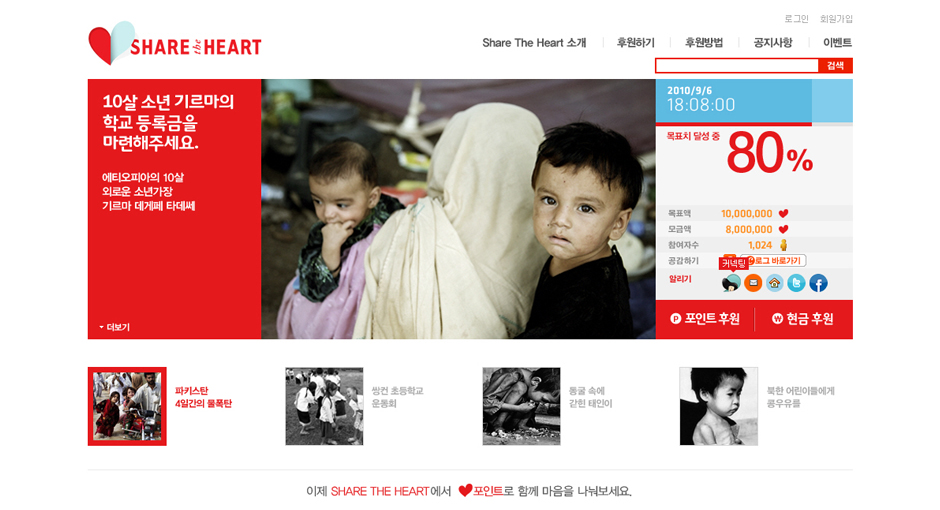 로그인 회원가입
SHARE THE HEART
Share The Heart 소개 후원하기 후원방법 공지사항 이벤트
검색
10살 소년 기르마의
학교 등록금을
마련해주세요.
에티오피아의 10살
외로운 소년가장
기르마 데게페 타데쎄
더보기
2010/9/6
18:08:00
목표치 달성 중
80%
목표액 10,000,000
모금액 8,000,000
참여자수 1,024
공감하기 로그 바로가기
커넥팅
알리기
P 포인트 후원 W 현금 후원
파키스탄
4일간의 물폭탄
쌍컨 초등학교
운동회
동굴 속에
갇힌 태인이
북한 어린이들에게
콩우유를
이제 SHARE THE HEART에서 포인트로 함께 마음을 나눠보세요.